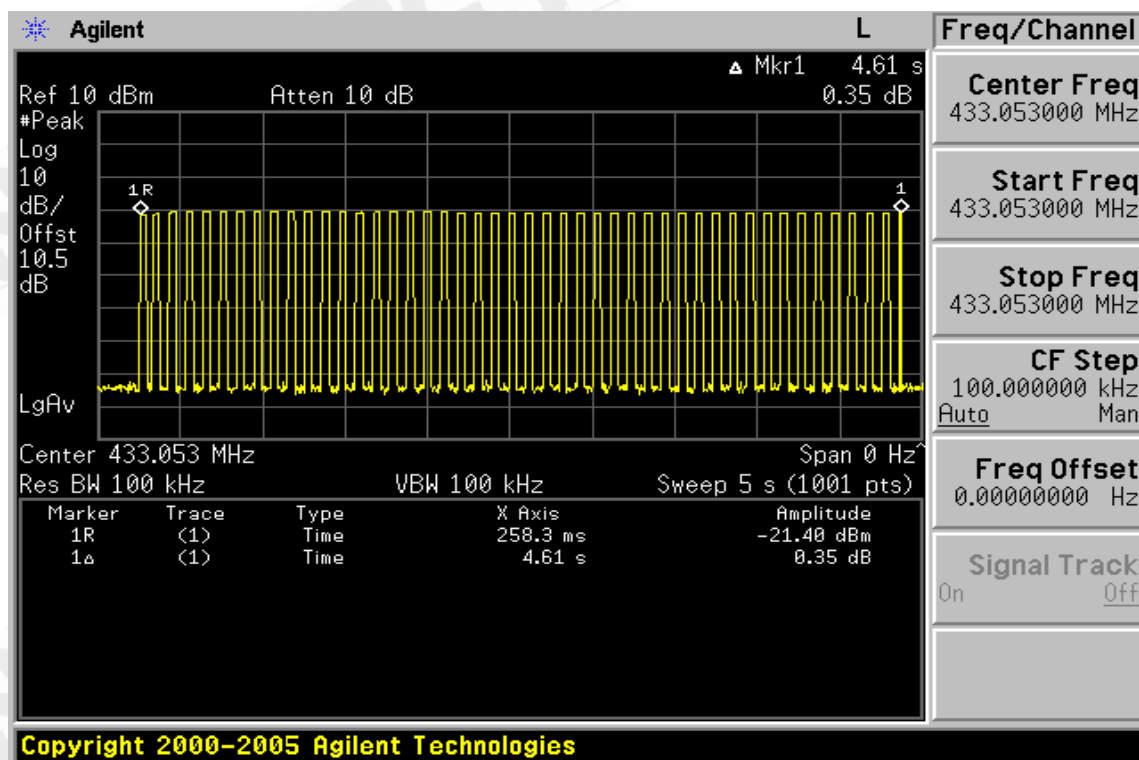 Agilent L Freq/Channel
Δ Mkr1 4.61 s
Ref 10 dBm Atten 10 dB 0.35 dB
#Peak
Log
10
dB/
Offst
10.5
dB
1R 1
LgAv
Center 433.053 MHz Span 0 Hz^
Res BW 100 kHz VBW 100 kHz Sweep 5 s (1001 pts)
Marker Trace Type X Axis Amplitude
1R (1) Time 258.3 ms -21.40 dBm
1Δ (1) Time 4.61 s 0.35 dB
Center Freq
433.053000 MHz
Start Freq
433.053000 MHz
Stop Freq
433.053000 MHz
CF Step
100.000000 kHz
Auto Man
Freq Offset
0.00000000 Hz
Signal Track
On Off
Copyright 2000-2005 Agilent Technologies